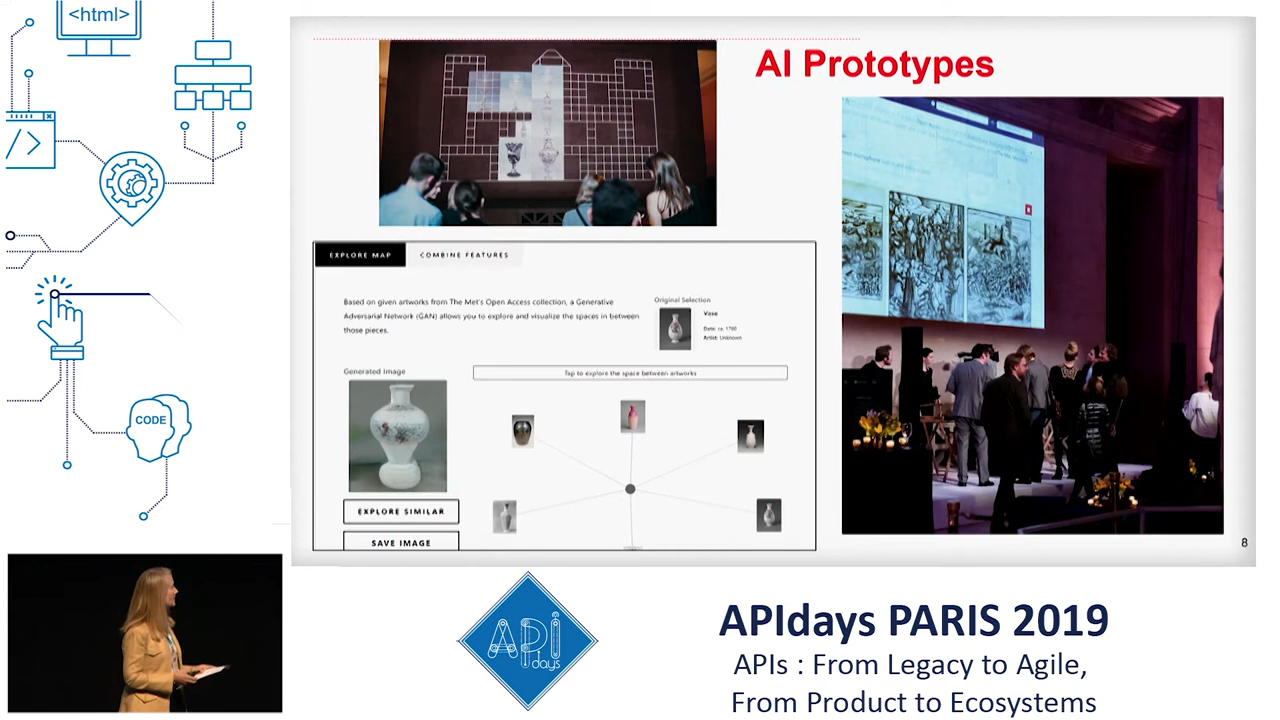 <html>
</>
CODE
AI Prototypes
EXPLORE MAP
COMBINE FEATURES
Based on given artworks from The Met's Open Access collection, a Generative
Adversarial Network (GAN) allows you to explore and visualize the spaces in between
those pieces.
Original Selection
Vase
Date: ca. 1780
Artist: Unknown
Generated Image
Tap to explore the space between artworks
EXPLORE SIMILAR
SAVE IMAGE
8
API
days
APIdays PARIS 2019
APIs : From Legacy to Agile,
From Product to Ecosystems